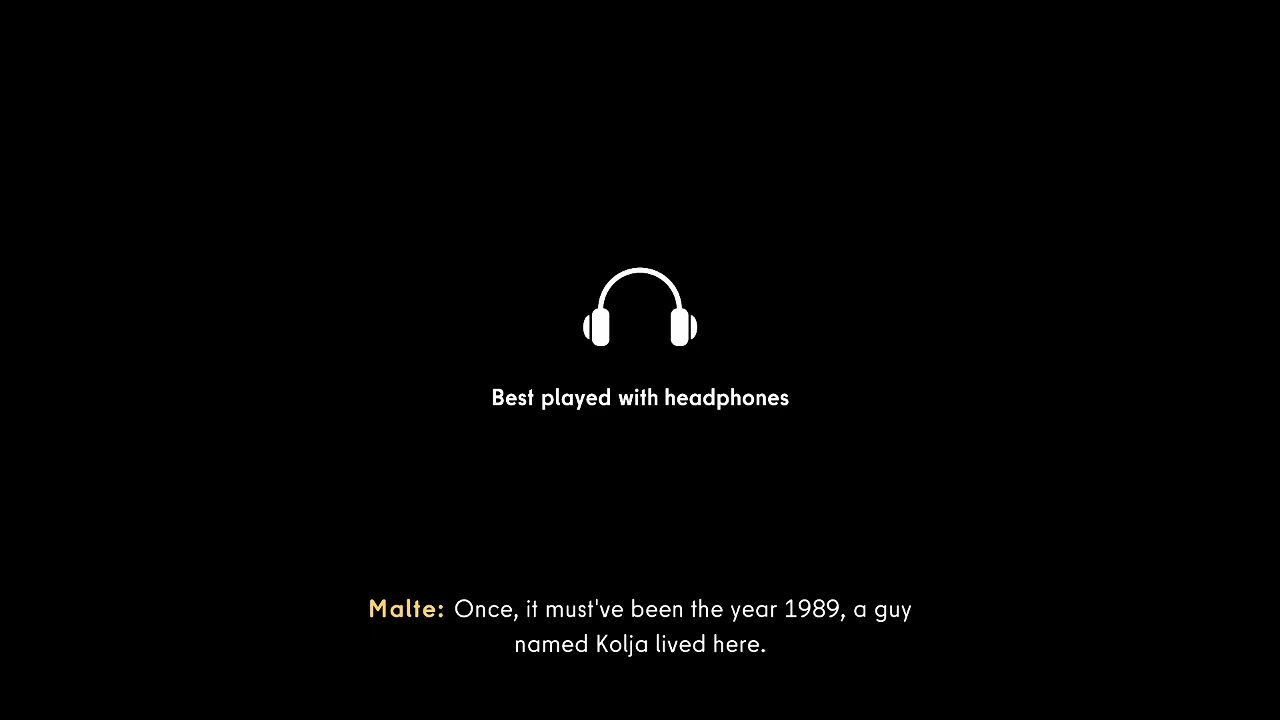 Best played with headphones
Malte: Once, it must've been the year 1989, a guy
named Kolja lived here.